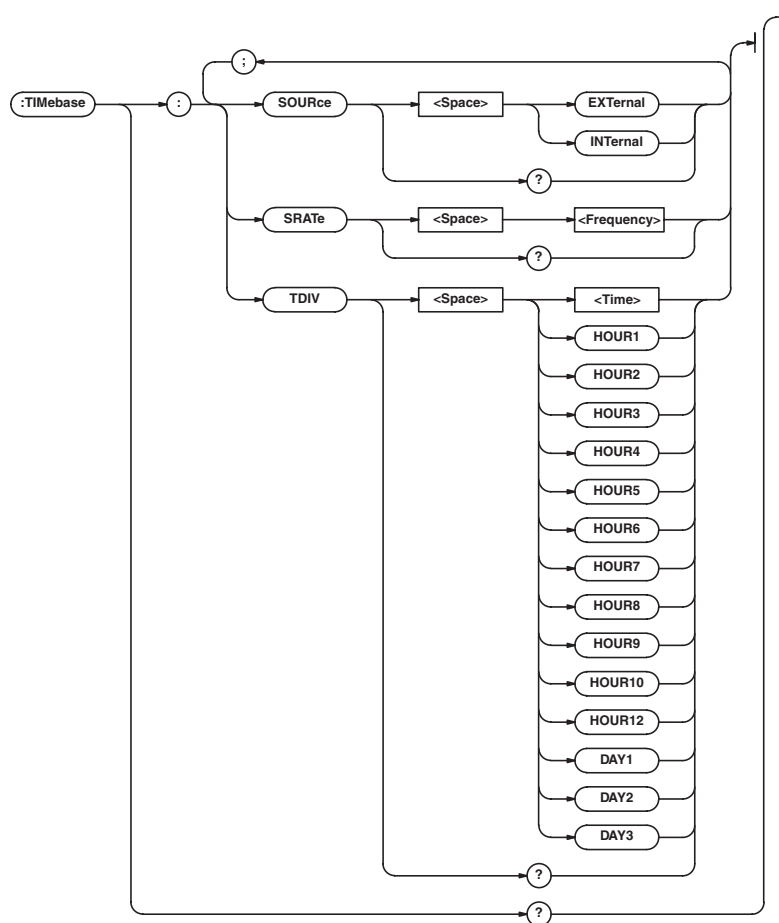 ;
:TIMebase : SOURce <Space> EXTernal
INTernal
?
SRATe <Space> <Frequency>
?
TDIV <Space> <Time>
HOUR1
HOUR2
HOUR3
HOUR4
HOUR5
HOUR6
HOUR7
HOUR8
HOUR9
HOUR10
HOUR12
DAY1
DAY2
DAY3
?
?